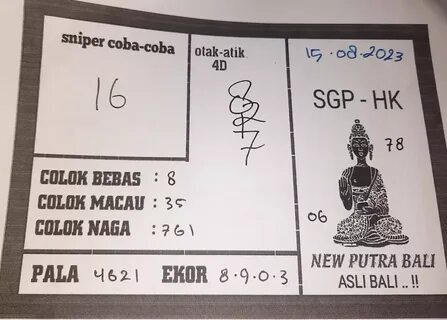 sniper coba-coba
16
otak-atik
4D
COLOK BEBAS : 8
COLOK MACAU : 35
COLOK NAGA : 761
PALA 4621 EKOR 8.9.0.3
15.08.2023
SGP - HK
78
06
NEW PUTRA BALI
ASLI BALI .. !!